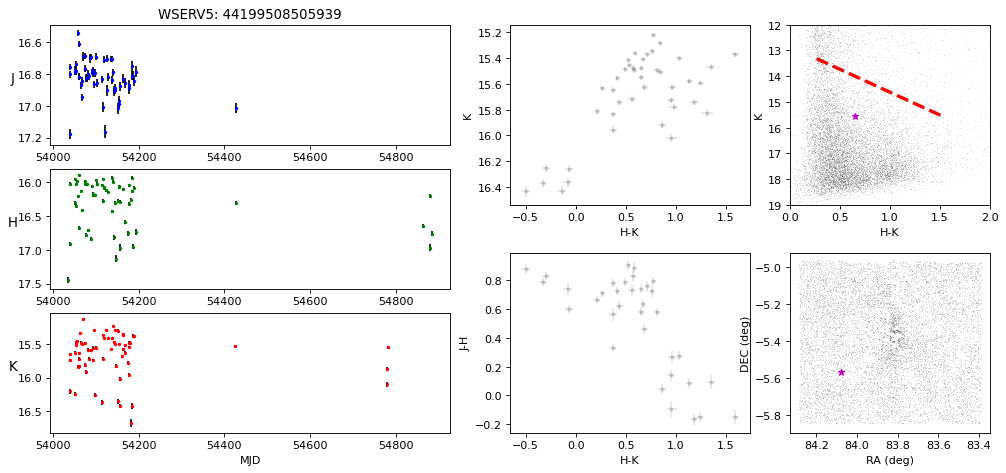 WSERV5: 44199508505939
J
16.6
16.8
17.0
17.2
54000 54200 54400 54600 54800
H
16.0
16.5
17.0
17.5
54000 54200 54400 54600 54800
K
15.5
16.0
16.5
54000 54200 54400 54600 54800
MJD
K
15.2
15.4
15.6
15.8
16.0
16.2
16.4
−0.5 0.0 0.5 1.0 1.5
H-K
J-H
0.8
0.6
0.4
0.2
0.0
−0.2
−0.5 0.0 0.5 1.0 1.5
H-K
K
12
13
14
15
16
17
18
19
0.0 0.5 1.0 1.5 2.0
H-K
DEC (deg)
−5.0
−5.2
−5.4
−5.6
−5.8
84.2 84.0 83.8 83.6 83.4
RA (deg)